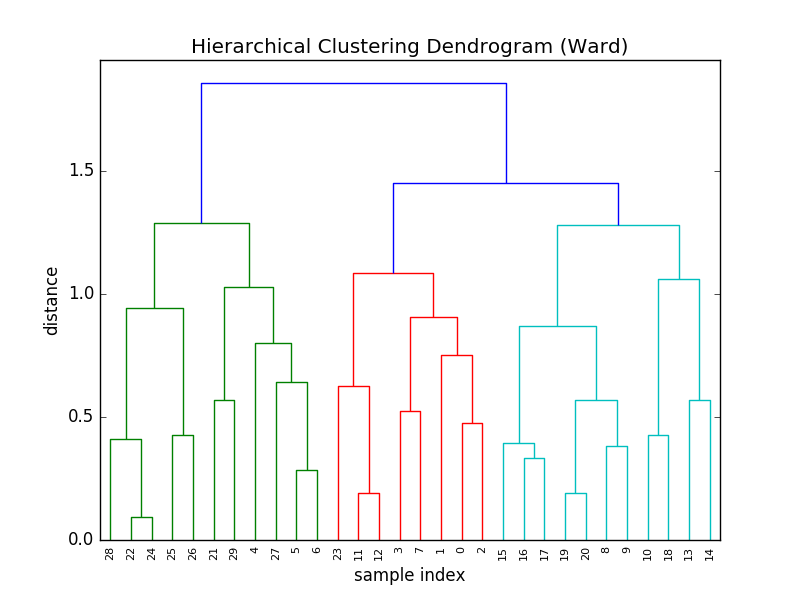 Hierarchical Clustering Dendrogram (Ward)
1.5
1.0
0.5
0.0
distance
28 22 24 25 26 21 29 4 27 5 6 23 11 12 3 7 1 0 2 15 16 17 19 20 8 9 10 18 13 14
sample index